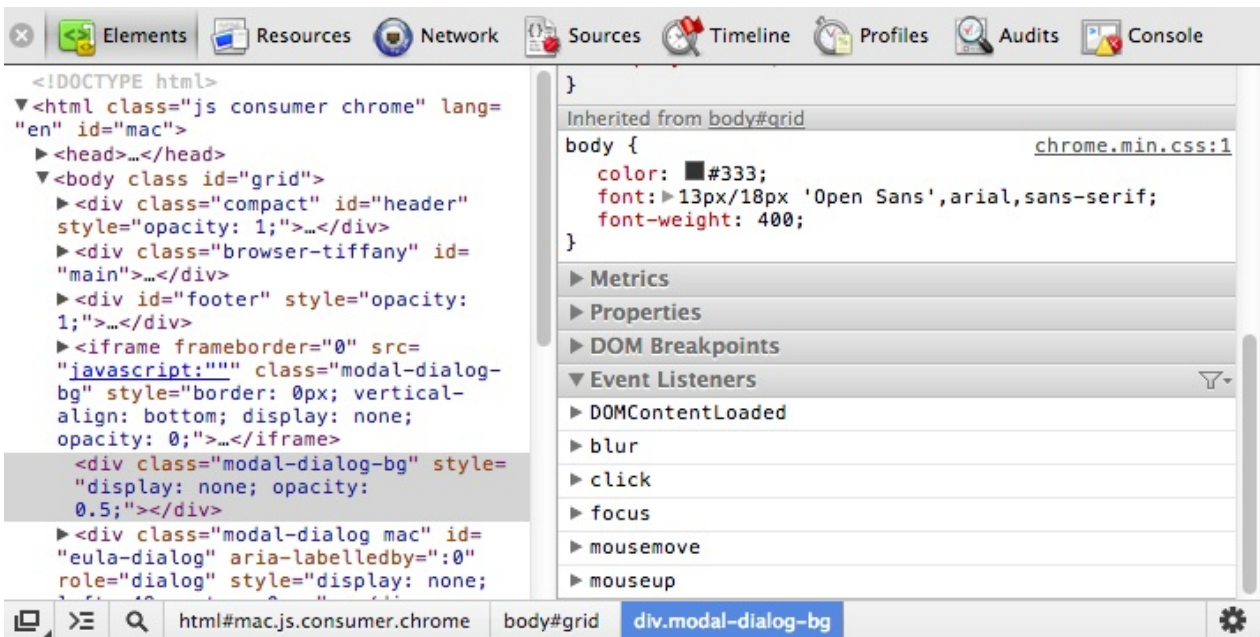 Elements Resources Network Sources Timeline Profiles Audits Console
<!DOCTYPE html>
▼<html class="js consumer chrome" lang=
"en" id="mac">
▶<head>…</head>
▼<body class id="grid">
▶<div class="compact" id="header"
style="opacity: 1;">…</div>
▶<div class="browser-tiffany" id=
"main">…</div>
▶<div id="footer" style="opacity:
1;">…</div>
▶<iframe frameborder="0" src=
"javascript:""" class="modal-dialog-
bg" style="border: 0px; vertical-
align: bottom; display: none;
opacity: 0;">…</iframe>
<div class="modal-dialog-bg" style=
"display: none; opacity:
0.5;"></div>
▶<div class="modal-dialog mac" id=
"eula-dialog" aria-labelledby=":0"
role="dialog" style="display: none;
}
Inherited from body#grid
body { chrome.min.css:1
color: #333;
font:▶13px/18px 'Open Sans',arial,sans-serif;
font-weight: 400;
}
▶ Metrics
▶ Properties
▶ DOM Breakpoints
▼ Event Listeners
▶ DOMContentLoaded
▶ blur
▶ click
▶ focus
▶ mousemove
▶ mouseup
html#mac.js.consumer.chrome body#grid div.modal-dialog-bg